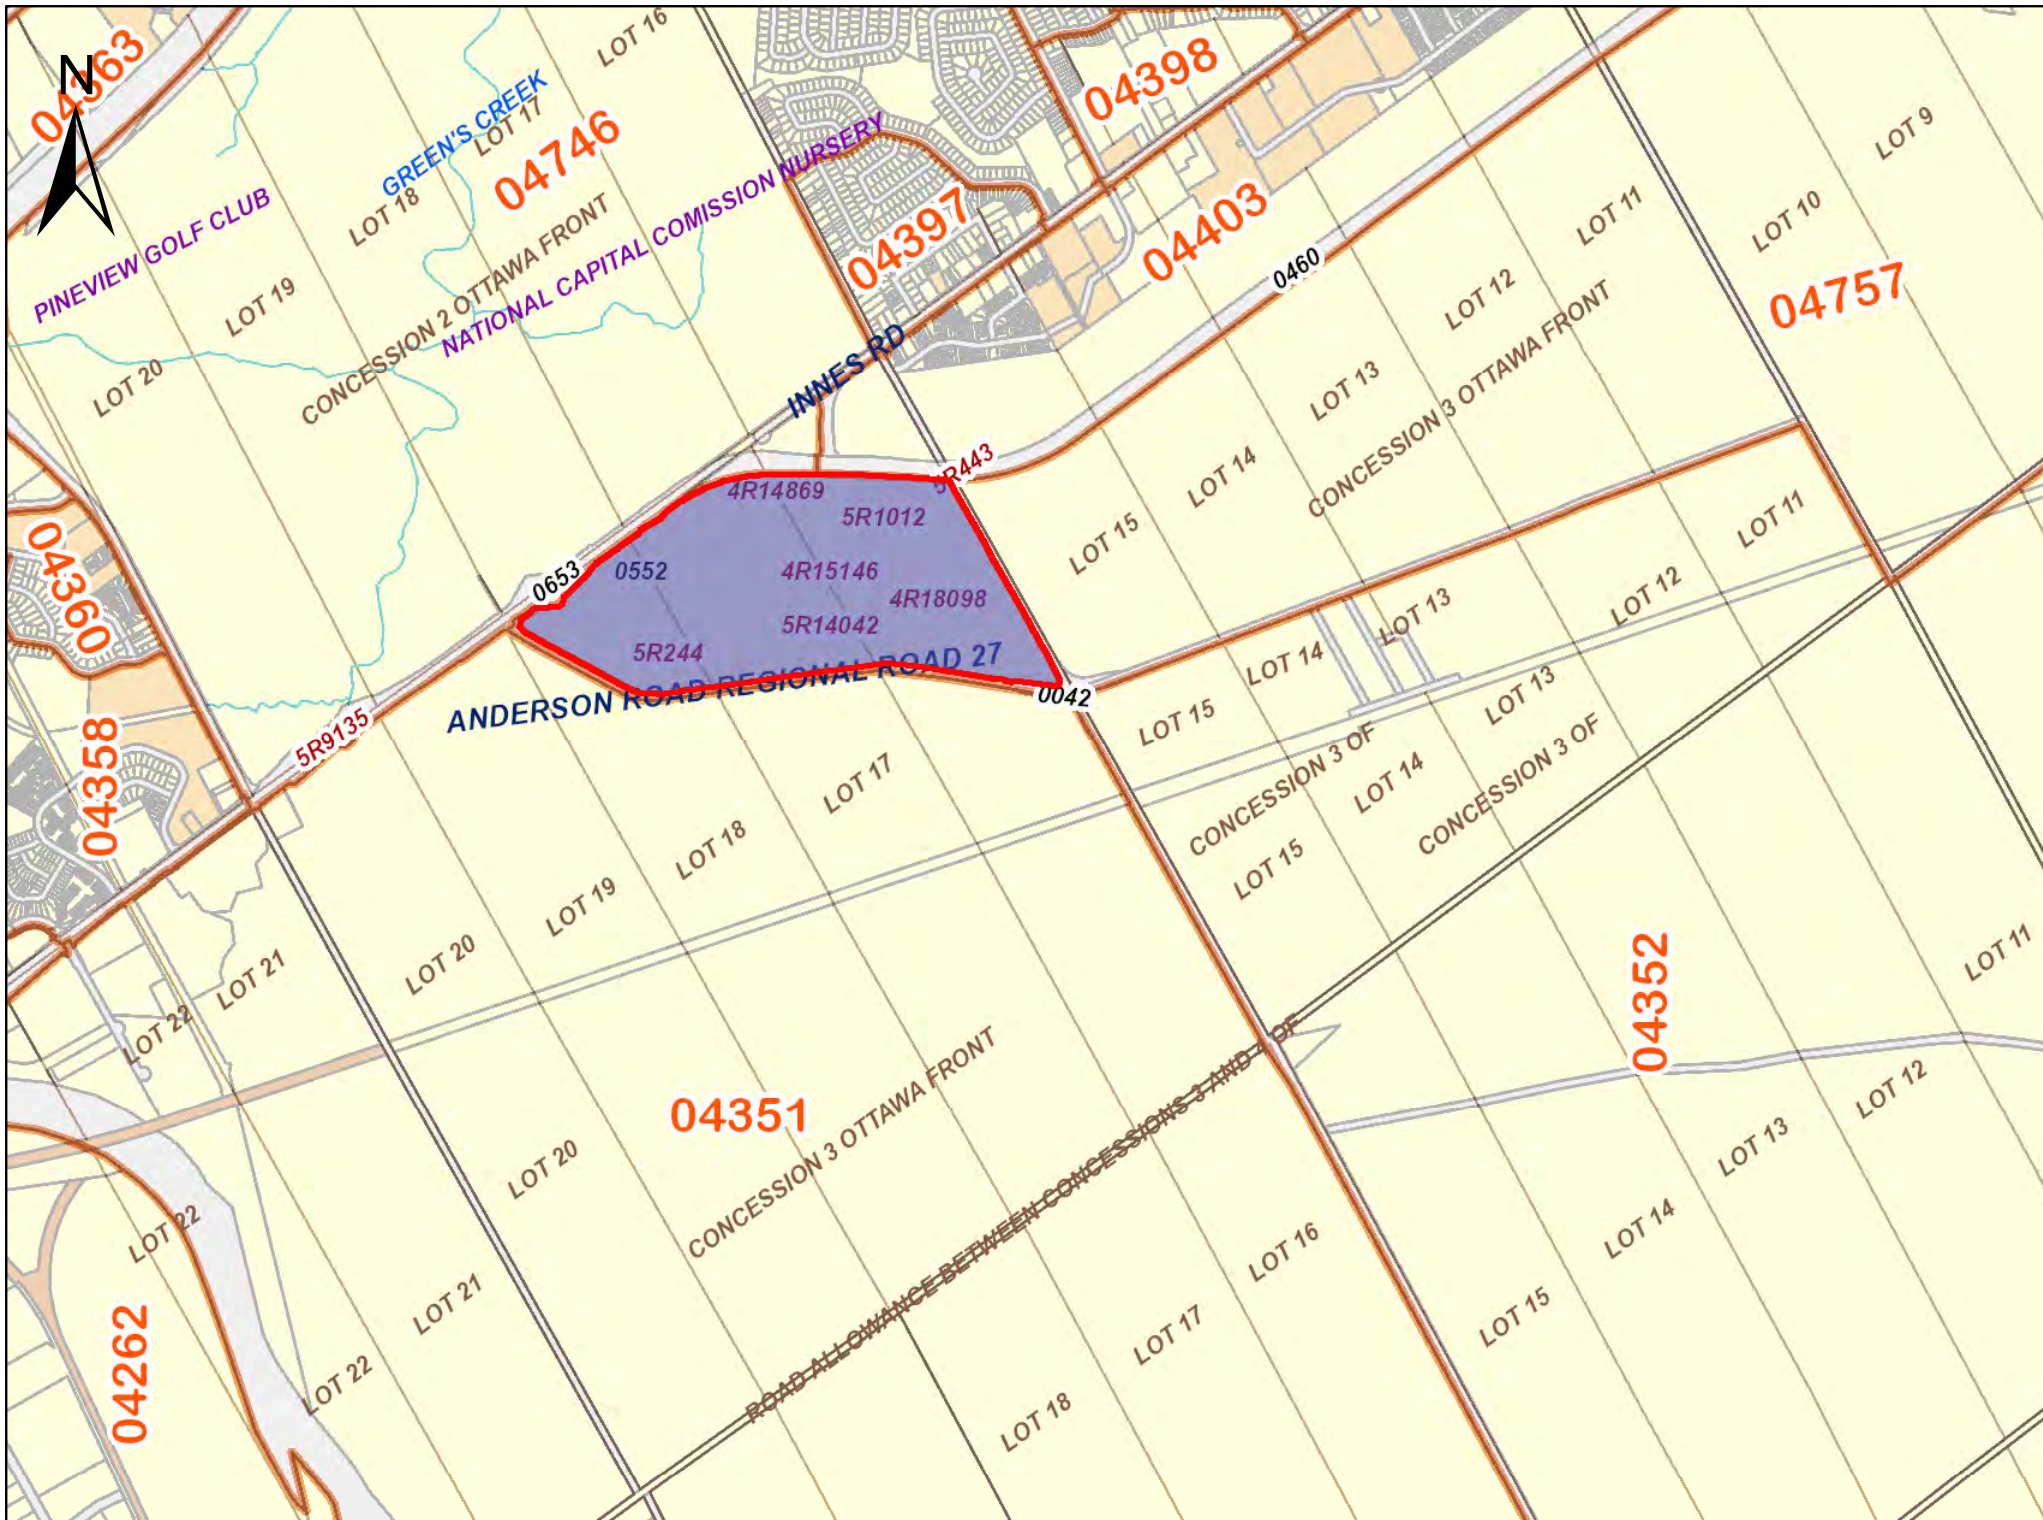 04363
N
LOT 16
GREEN'S CREEK
LOT 17
04746
04398
LOT 9
PINEVIEW GOLF CLUB
LOT 18
CONCESSION 2 OTTAWA FRONT
NATIONAL CAPITAL COMISSION NURSERY
04397
04403
LOT 11
LOT 10
LOT 19
0460
LOT 12
04757
LOT 20
INNES RD
LOT 13
CONCESSION 3 OTTAWA FRONT
5R443
LOT 14
4R14869
5R1012
LOT 15
LOT 11
04360
0653
0552
4R15146
4R18098
LOT 13
LOT 12
5R14042
5R244
ANDERSON ROAD REGIONAL ROAD 27
0042
LOT 14
LOT 13
LOT 15
5R9135
04358
LOT 17
CONCESSION 3 OF
LOT 14
CONCESSION 3 OF
LOT 18
LOT 15
LOT 19
LOT 20
LOT 21
LOT 22
04352
LOT 11
04351
CONCESSION 3 OTTAWA FRONT
ROAD ALLOWANCE BETWEEN CONCESSIONS 3 AND 4 OF
LOT 12
LOT 13
LOT 20
LOT 22
LOT 16
LOT 14
LOT 21
LOT 17
LOT 15
04262
LOT 22
LOT 18